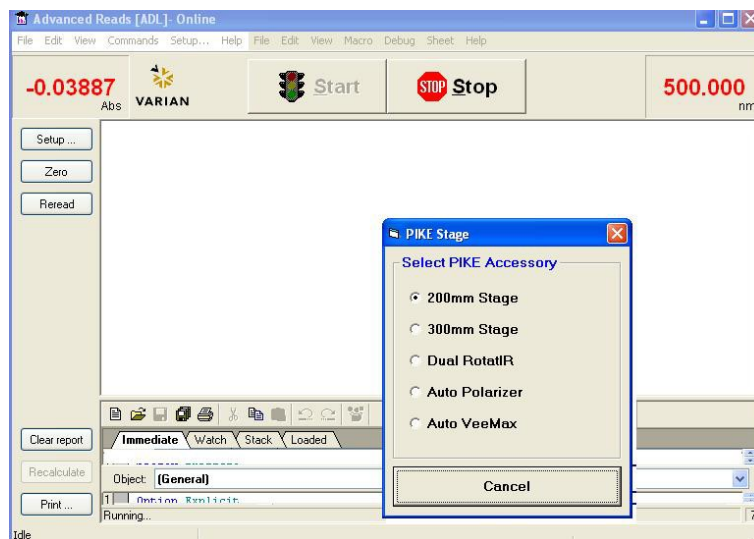 Advanced Reads [ADL]- Online
File Edit View Commands Setup... Help File Edit View Macro Debug Sheet Help
-0.03887
Abs
VARIAN
Start
STOP Stop
500.000
nm
Setup ...
Zero
Reread
PIKE Stage
Select PIKE Accessory
200mm Stage
300mm Stage
Dual RotatIR
Auto Polarizer
Auto VeeMax
Cancel
Clear report
Immediate Watch Stack Loaded
Recalculate
Object: (General)
Print ...
1 Option Explicit
Running...
Idle